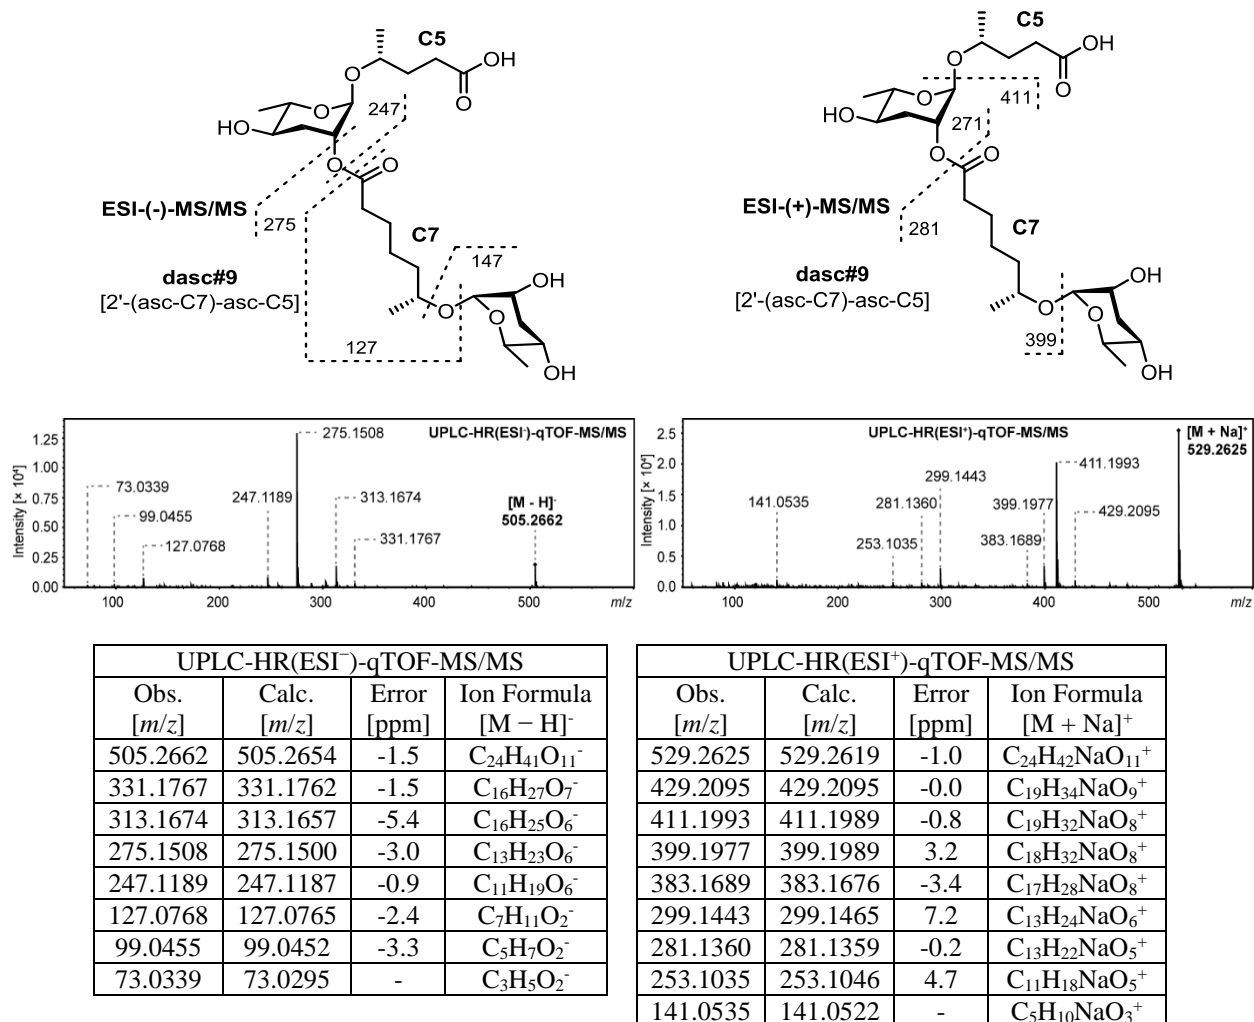 C5
OH
O
O
O
247
HO
O
O
ESI-(-)-MS/MS
275
C7
147
dasc#9
[2'-(asc-C7)-asc-C5]
OH
O
O
127
OH
C5
OH
O
O
O
411
HO
271
O
O
ESI-(+)-MS/MS
281
C7
dasc#9
[2'-(asc-C7)-asc-C5]
OH
O
O
399
OH
UPLC-HR(ESI⁻)-qTOF-MS/MS
Intensity [× 10⁴]
1.25
1.00
0.75
0.50
0.25
0.00
73.0339
99.0455
127.0768
247.1189
275.1508
313.1674
331.1767
[M - H]⁻
505.2662
100
200
300
400
500
m/z
UPLC-HR(ESI⁺)-qTOF-MS/MS
Intensity [× 10⁴]
2.5
2.0
1.5
1.0
0.5
0.0
141.0535
253.1035
281.1360
299.1443
383.1689
399.1977
411.1993
429.2095
[M + Na]⁺
529.2625
100
200
300
400
500
m/z
UPLC-HR(ESI⁻)-qTOF-MS/MS
Obs. Calc. Error Ion Formula
[m/z] [m/z] [ppm] [M − H]⁻
505.2662 505.2654 -1.5 C₂₄H₄₁O₁₁⁻
331.1767 331.1762 -1.5 C₁₆H₂₇O₇⁻
313.1674 313.1657 -5.4 C₁₆H₂₅O₆⁻
275.1508 275.1500 -3.0 C₁₃H₂₃O₆⁻
247.1189 247.1187 -0.9 C₁₁H₁₉O₆⁻
127.0768 127.0765 -2.4 C₇H₁₁O₂⁻
99.0455 99.0452 -3.3 C₅H₇O₂⁻
73.0339 73.0295 - C₃H₅O₂⁻
UPLC-HR(ESI⁺)-qTOF-MS/MS
Obs. Calc. Error Ion Formula
[m/z] [m/z] [ppm] [M + Na]⁺
529.2625 529.2619 -1.0 C₂₄H₄₂NaO₁₁⁺
429.2095 429.2095 -0.0 C₁₉H₃₄NaO₉⁺
411.1993 411.1989 -0.8 C₁₉H₃₂NaO₈⁺
399.1977 399.1989 3.2 C₁₈H₃₂NaO₈⁺
383.1689 383.1676 -3.4 C₁₇H₂₈NaO₈⁺
299.1443 299.1465 7.2 C₁₃H₂₄NaO₆⁺
281.1360 281.1359 -0.2 C₁₃H₂₂NaO₅⁺
253.1035 253.1046 4.7 C₁₁H₁₈NaO₅⁺
141.0535 141.0522 - C₅H₁₀NaO₃⁺